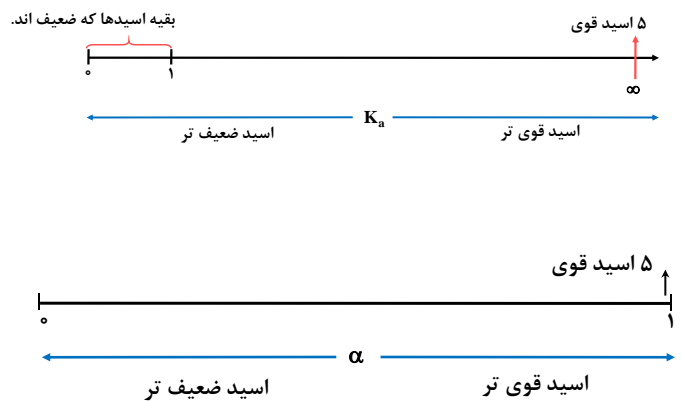 بقیه اسیدها که ضعیف اند.
۵ اسید قوی
۰
۱
∞
Kₐ
اسید ضعیف تر
اسید قوی تر
۵ اسید قوی
۰
۱
α
اسید ضعیف تر
اسید قوی تر